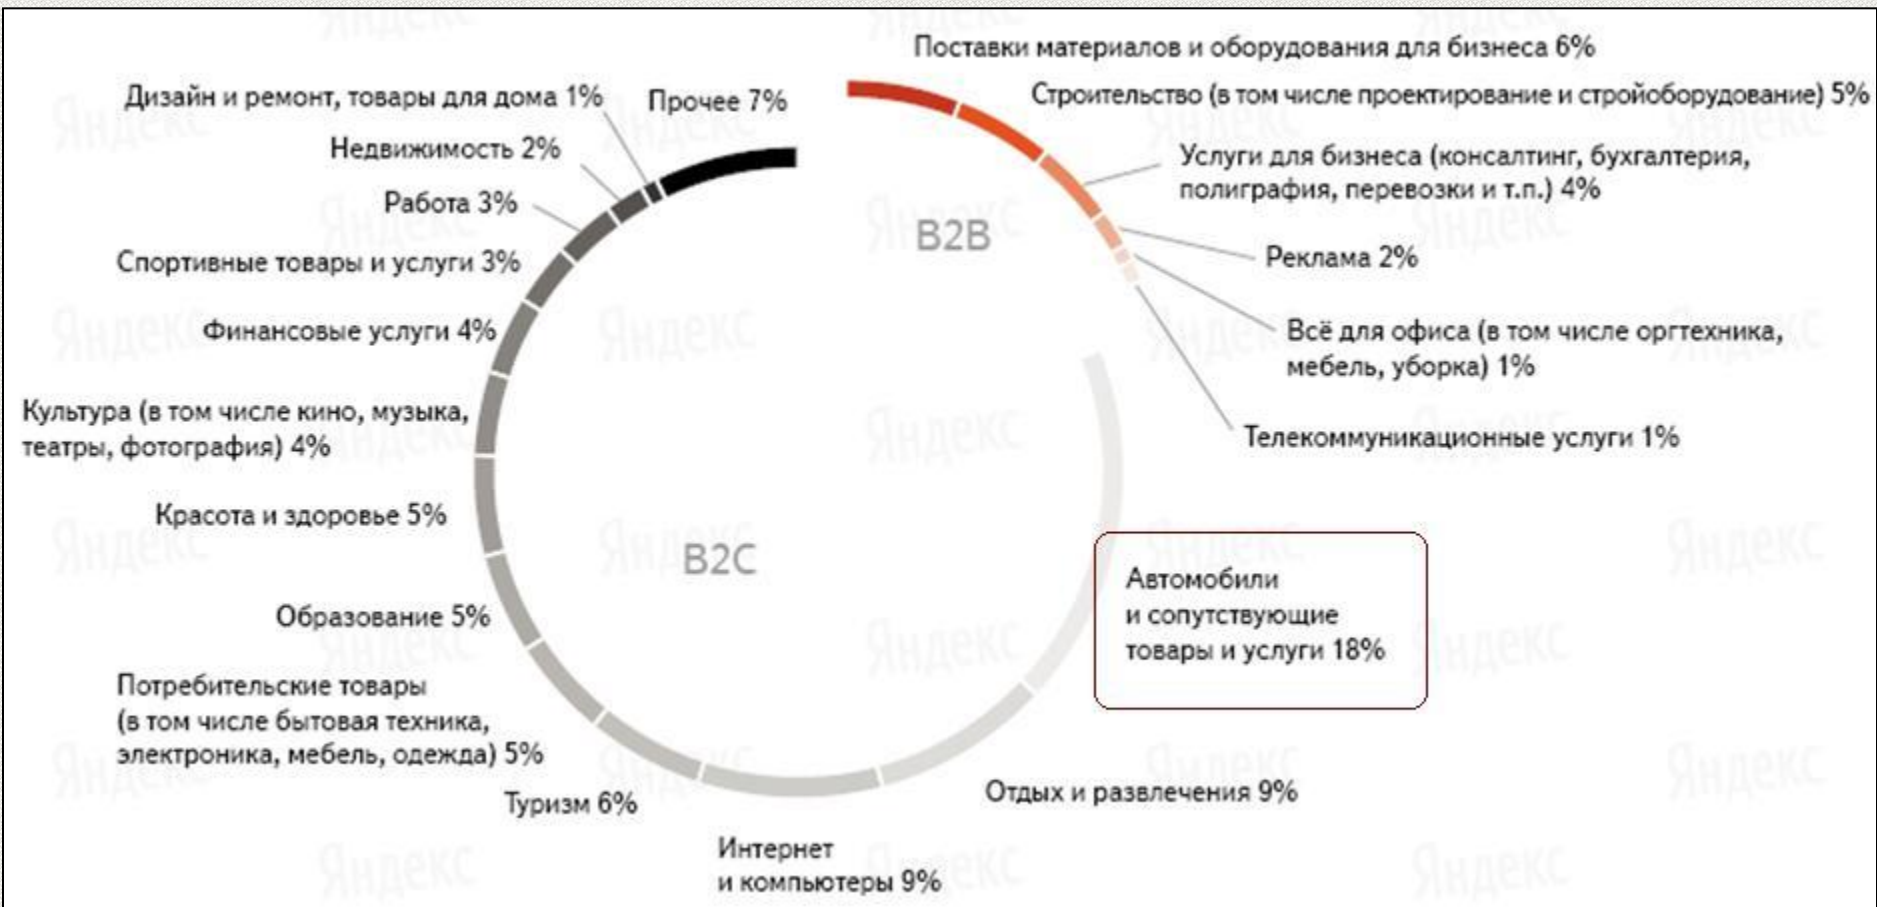 Поставки материалов и оборудования для бизнеса 6%
Строительство (в том числе проектирование и стройоборудование) 5%
Услуги для бизнеса (консалтинг, бухгалтерия,
полиграфия, перевозки и т.п.) 4%
B2B
Реклама 2%
Всё для офиса (в том числе оргтехника,
мебель, уборка) 1%
Телекоммуникационные услуги 1%
Автомобили
и сопутствующие
товары и услуги 18%
Отдых и развлечения 9%
Интернет
и компьютеры 9%
Туризм 6%
Потребительские товары
(в том числе бытовая техника,
электроника, мебель, одежда) 5%
Образование 5%
B2C
Красота и здоровье 5%
Культура (в том числе кино, музыка,
театры, фотография) 4%
Финансовые услуги 4%
Спортивные товары и услуги 3%
Работа 3%
Недвижимость 2%
Дизайн и ремонт, товары для дома 1%
Прочее 7%
Яндекс